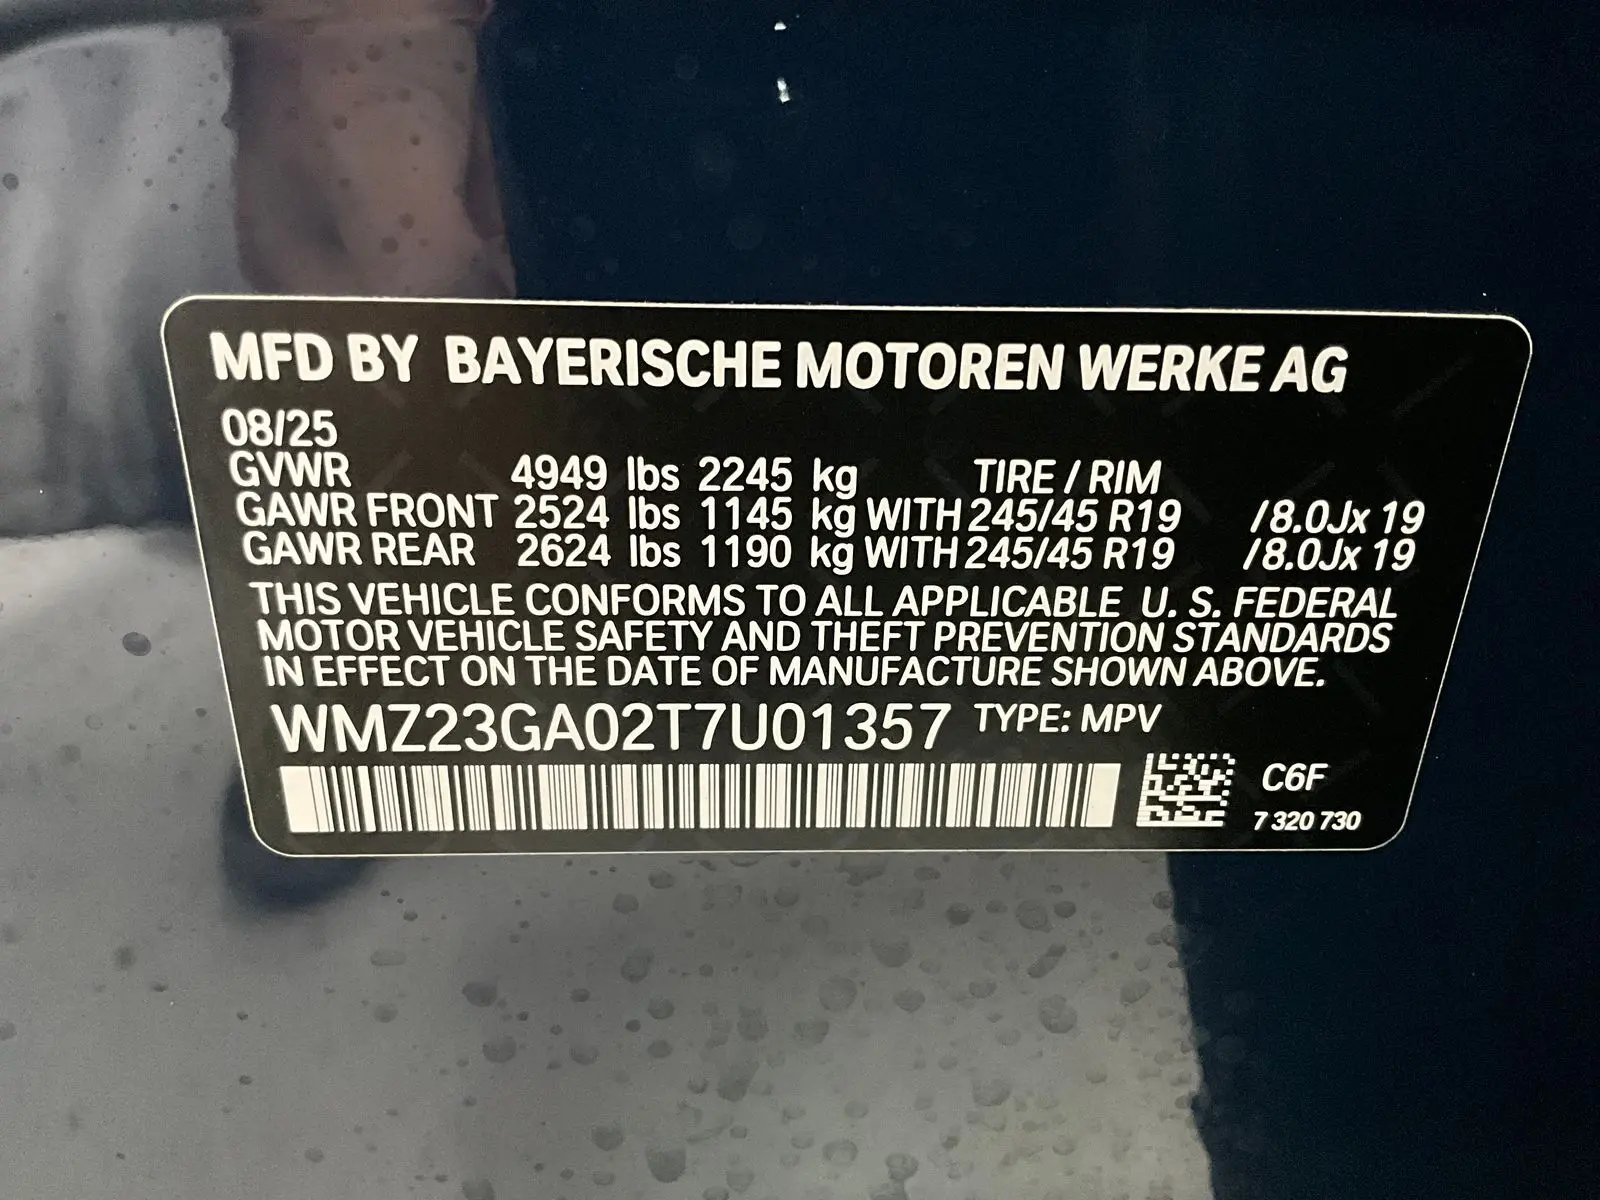 MFD BY BAYERISCHE MOTOREN WERKE AG
08/25
GVWR 4949 lbs 2245 kg TIRE / RIM
GAWR FRONT 2524 lbs 1145 kg WITH 245/45 R19 /8.0Jx 19
GAWR REAR 2624 lbs 1190 kg WITH 245/45 R19 /8.0Jx 19
THIS VEHICLE CONFORMS TO ALL APPLICABLE U. S. FEDERAL
MOTOR VEHICLE SAFETY AND THEFT PREVENTION STANDARDS
IN EFFECT ON THE DATE OF MANUFACTURE SHOWN ABOVE.
WMZ23GA02T7U01357 TYPE: MPV
C6F
7 320 730